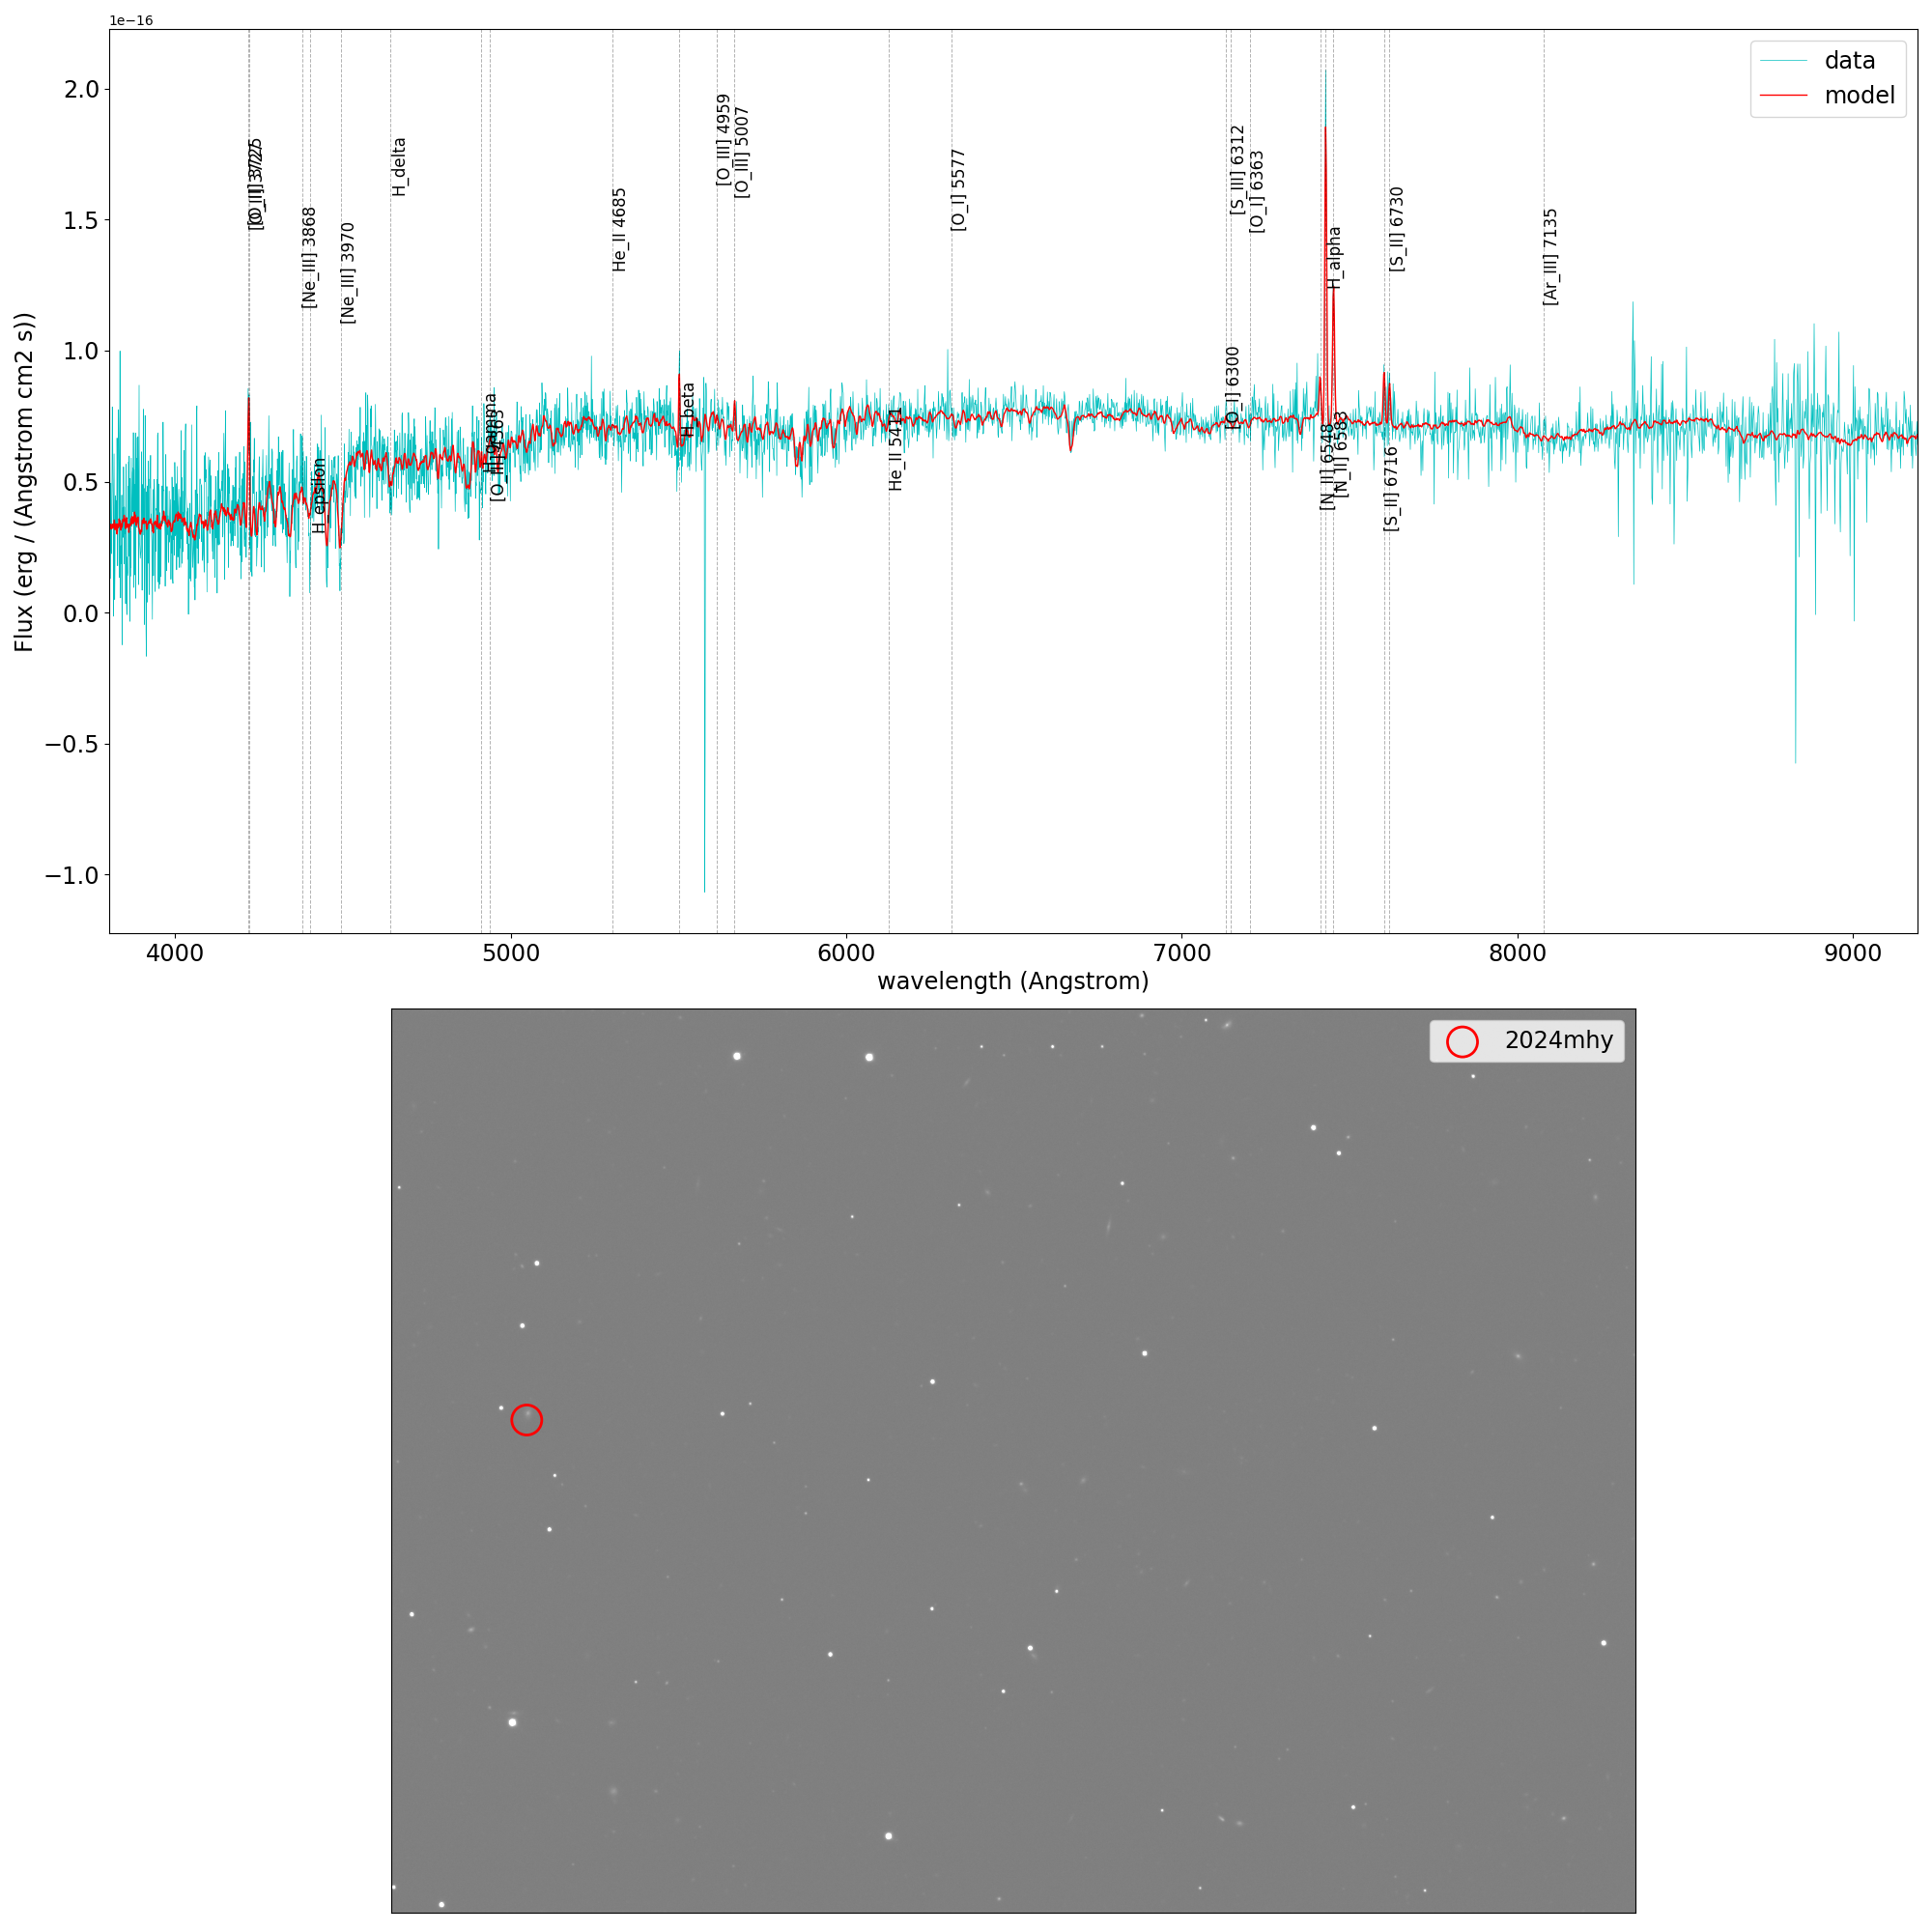 1e−16
data
model
2.0
1.5
1.0
0.5
0.0
−0.5
−1.0
Flux (erg / (Angstrom cm2 s))
[Ne_III] 3868
H_epsilon
[Ne_III] 3970
H_delta
He_II 4685
H_beta
[O_III] 4959
[O_III] 5007
He_II 5411
[O_I] 5577
[O_I] 6300
[S_III] 6312
[O_I] 6363
[N_II] 6548
H_alpha
[N_II] 6583
[S_II] 6716
[S_II] 6730
[Ar_III] 7135
4000 5000 6000 7000 8000 9000
wavelength (Angstrom)
2024mhy